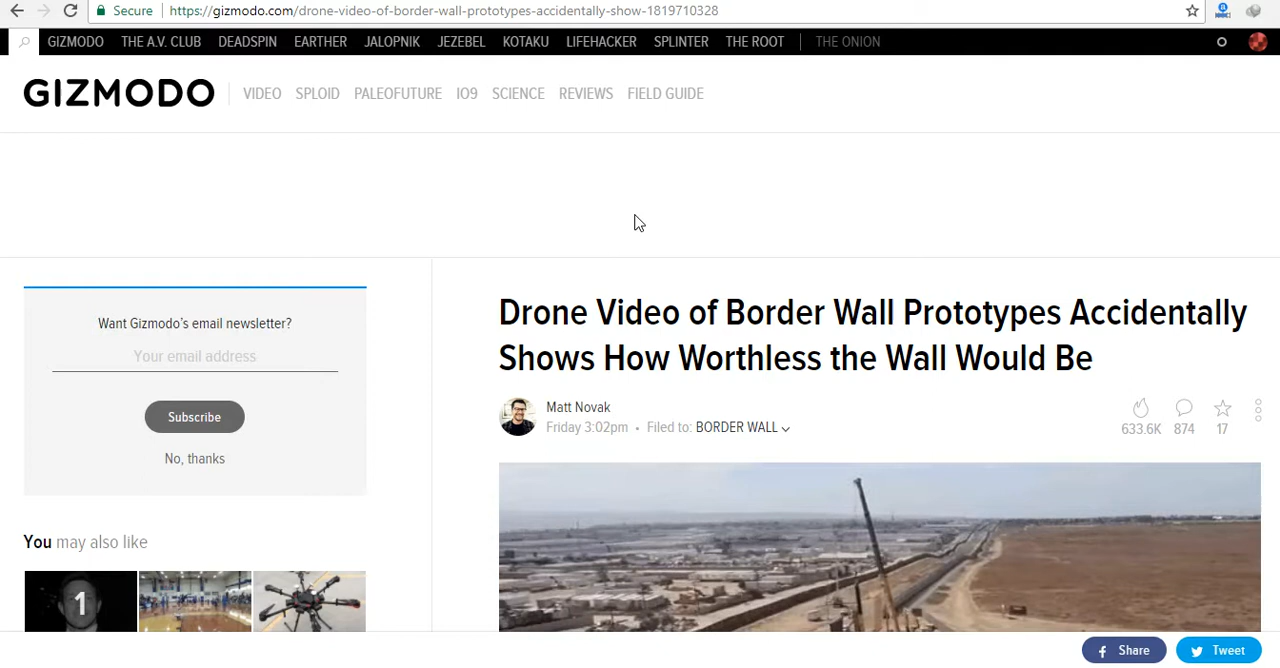 Secure https://gizmodo.com/drone-video-of-border-wall-prototypes-accidentally-show-1819710328
GIZMODO THE A.V. CLUB DEADSPIN EARTHER JALOPNIK JEZEBEL KOTAKU LIFEHACKER SPLINTER THE ROOT THE ONION
GIZMODO VIDEO SPLOID PALEOFUTURE IO9 SCIENCE REVIEWS FIELD GUIDE
Want Gizmodo's email newsletter?
Your email address
Subscribe
No, thanks
You may also like
1
Drone Video of Border Wall Prototypes Accidentally
Shows How Worthless the Wall Would Be
Matt Novak
Friday 3:02pm • Filed to: BORDER WALL
633.6K 874 17
Share Tweet